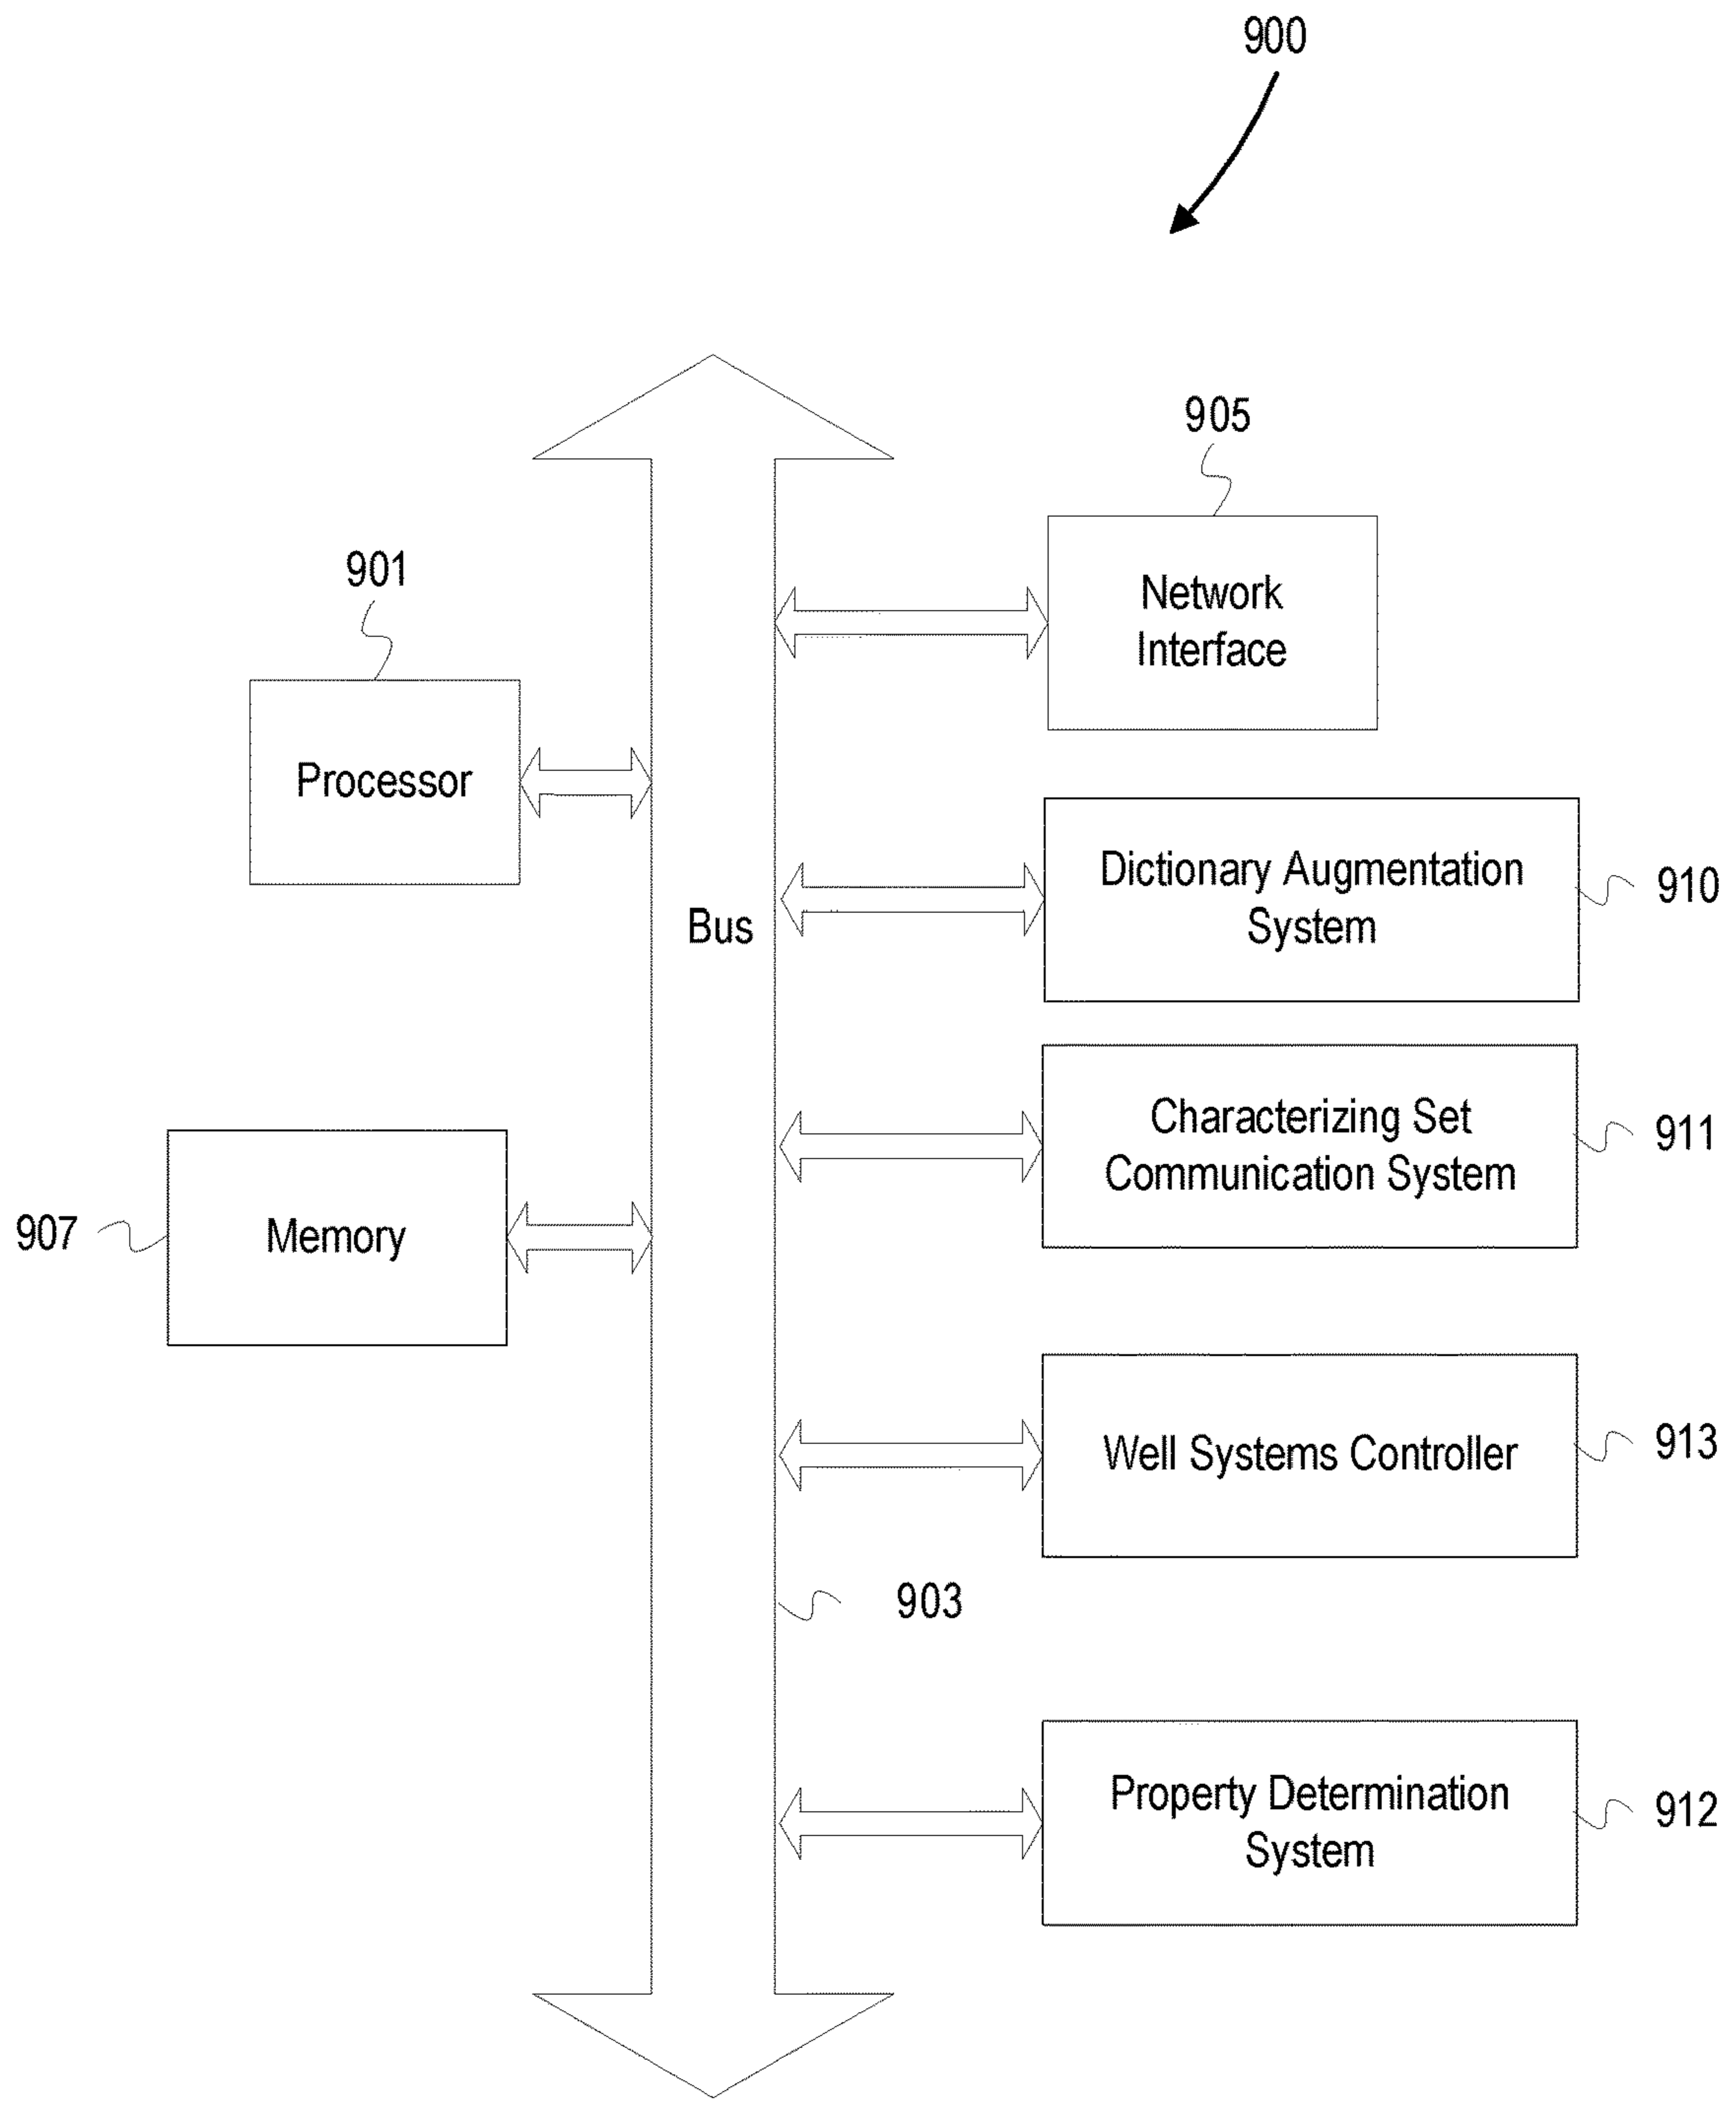 900
905
Network
Interface
901
Processor
Dictionary Augmentation
System
910
Bus
Characterizing Set
Communication System
911
907
Memory
Well Systems Controller
913
903
Property Determination
System
912